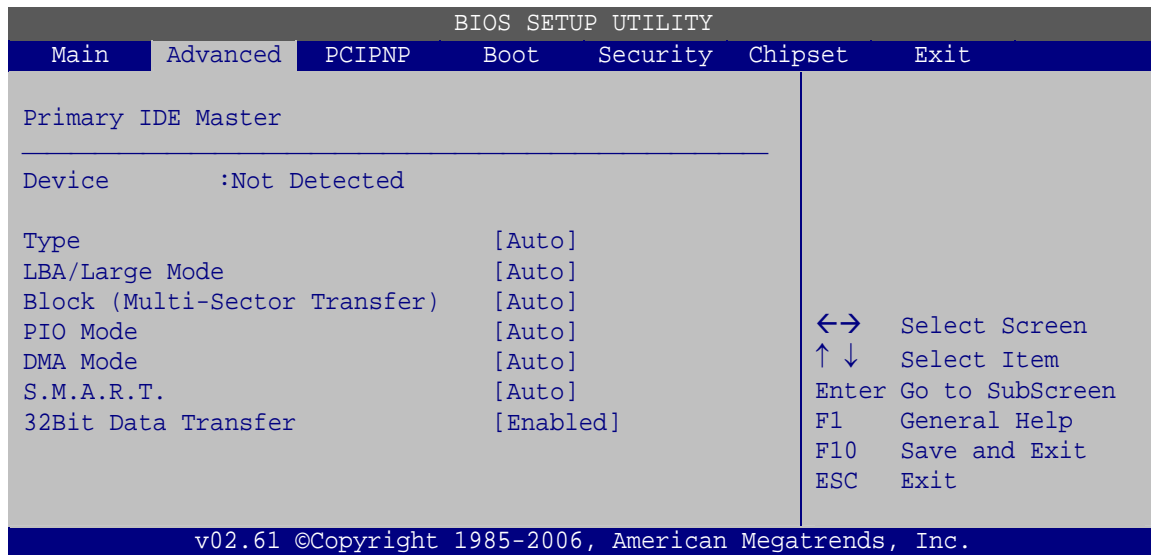 BIOS SETUP UTILITY
Main Advanced PCIPNP Boot Security Chipset Exit
Primary IDE Master
Device :Not Detected
Type [Auto]
LBA/Large Mode [Auto]
Block (Multi-Sector Transfer) [Auto]
PIO Mode [Auto]
DMA Mode [Auto]
S.M.A.R.T. [Auto]
32Bit Data Transfer [Enabled]
←→ Select Screen
↑ ↓ Select Item
Enter Go to SubScreen
F1 General Help
F10 Save and Exit
ESC Exit
v02.61 ©Copyright 1985-2006, American Megatrends, Inc.